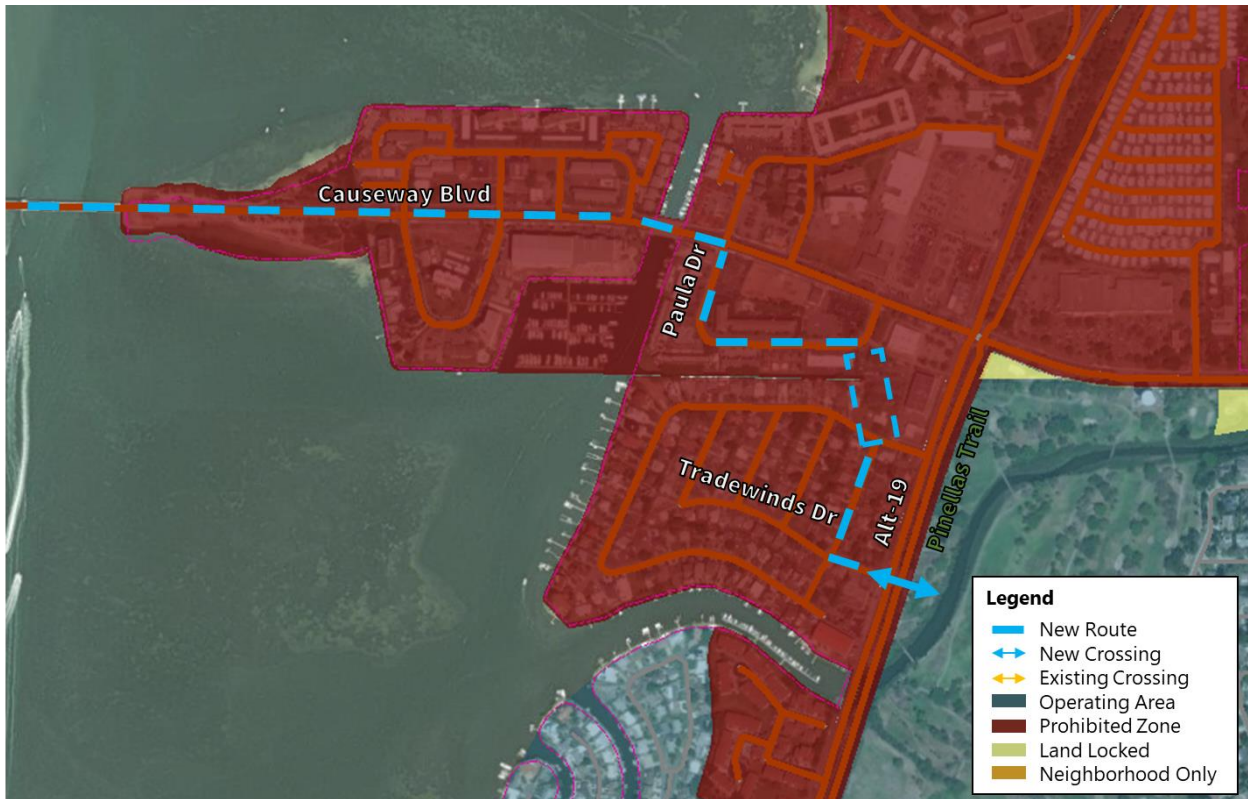 Causeway Blvd
Paula Dr
Tradewinds Dr
Alt-19
Pinellas Trail
Legend
New Route
New Crossing
Existing Crossing
Operating Area
Prohibited Zone
Land Locked
Neighborhood Only